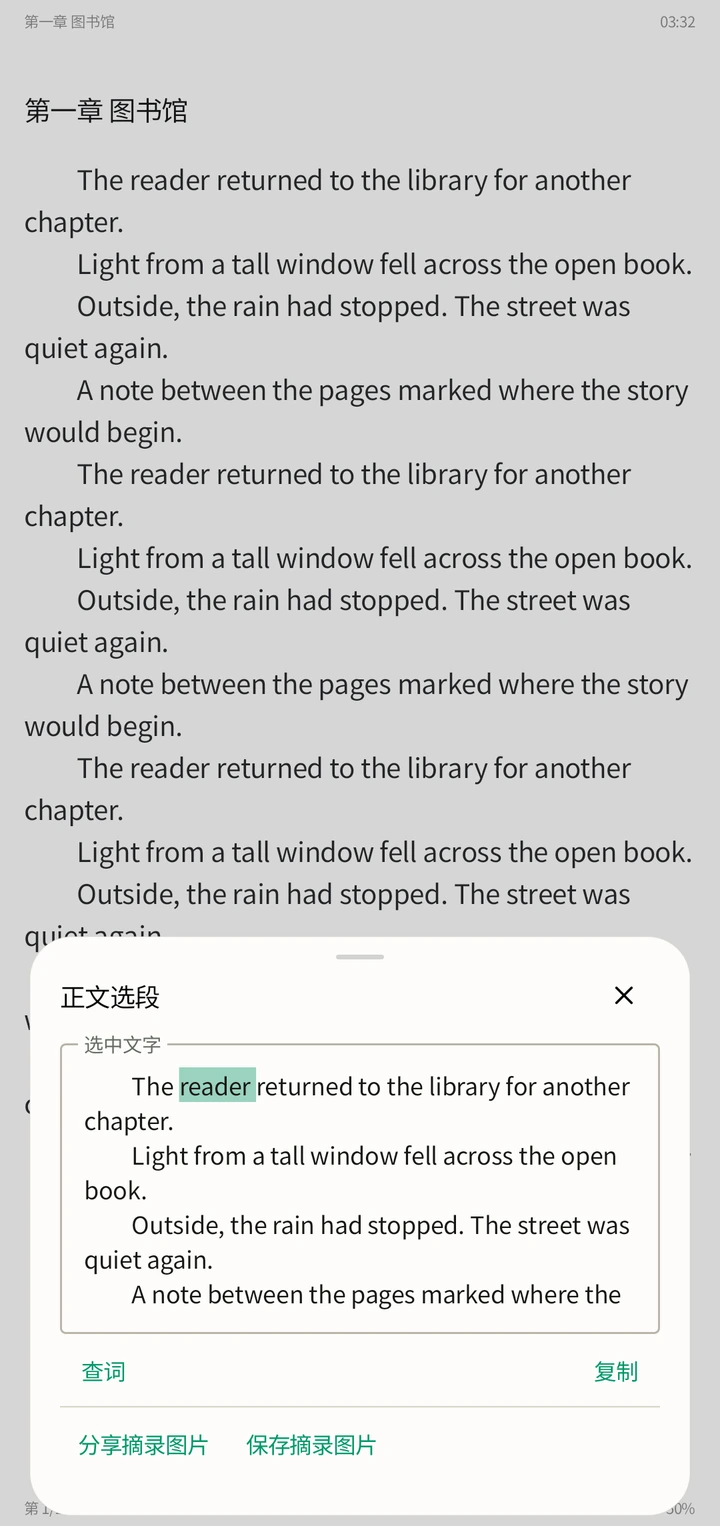 第一章 图书馆
03:32
第一章 图书馆
The reader returned to the library for another
chapter.
Light from a tall window fell across the open book.
Outside, the rain had stopped. The street was
quiet again.
A note between the pages marked where the story
would begin.
The reader returned to the library for another
chapter.
Light from a tall window fell across the open book.
Outside, the rain had stopped. The street was
quiet again.
A note between the pages marked where the story
would begin.
The reader returned to the library for another
chapter.
Light from a tall window fell across the open book.
Outside, the rain had stopped. The street was
quiet again.
正文选段
选中文字
The reader returned to the library for another
chapter.
Light from a tall window fell across the open
book.
Outside, the rain had stopped. The street was
quiet again.
A note between the pages marked where the
查词
复制
分享摘录图片
保存摘录图片
第 1/
0%